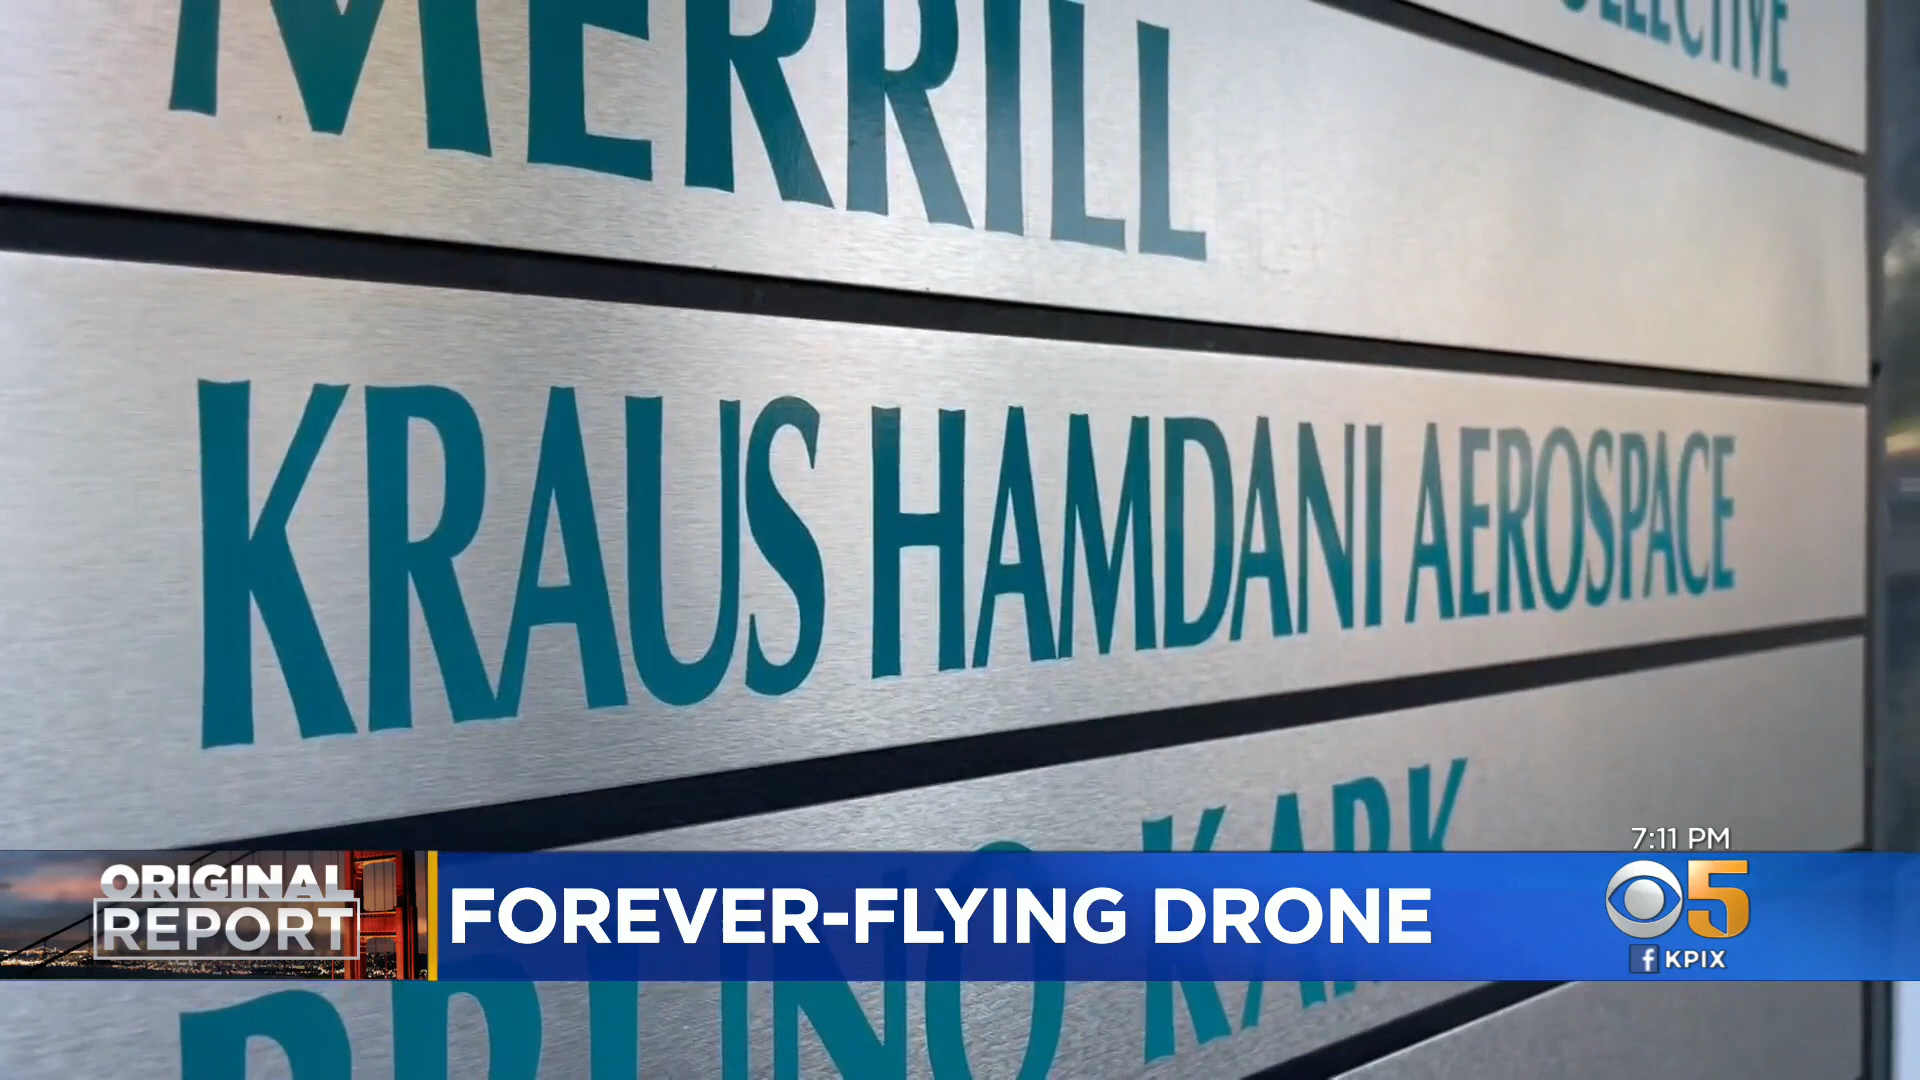 MERRILL
KRAUS HAMDANI AEROSPACE
7:11 PM
ORIGINAL
REPORT
FOREVER-FLYING DRONE
5
f KPIX